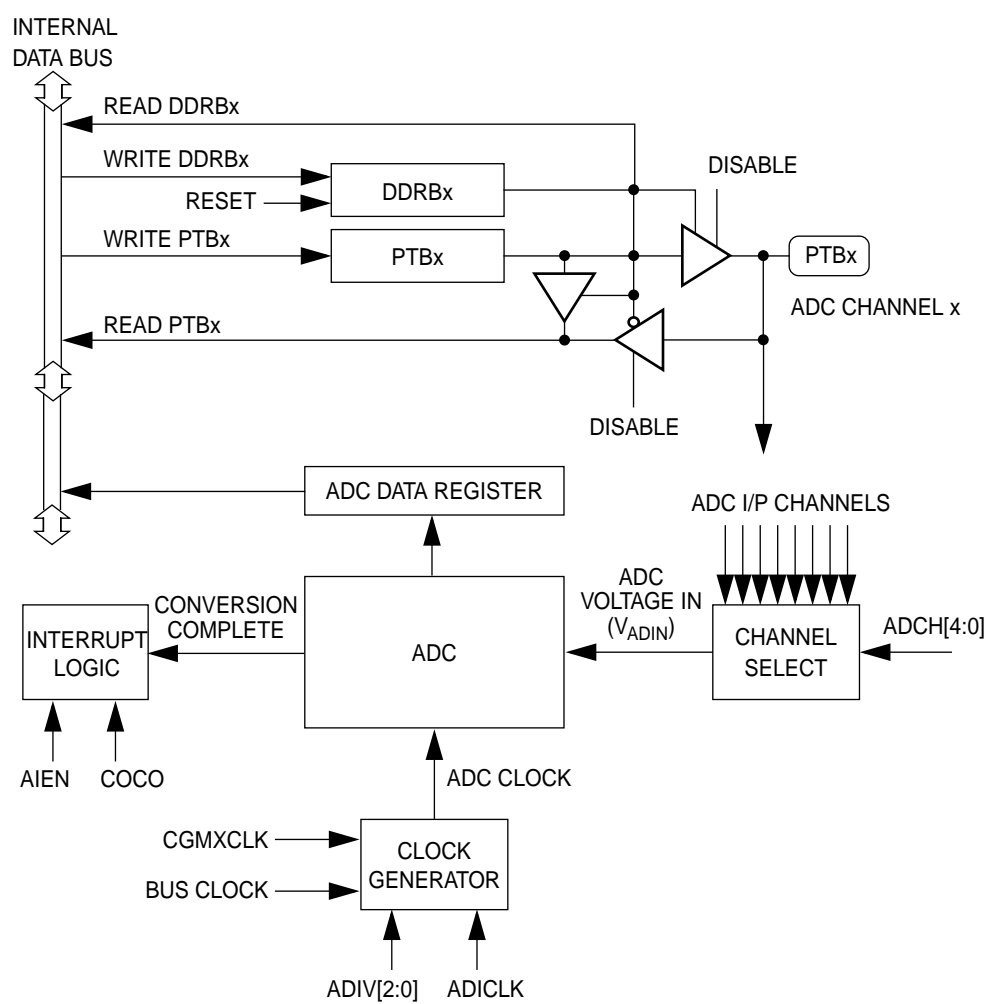 INTERNAL
DATA BUS
READ DDRBx
WRITE DDRBx
DISABLE
DDRBx
RESET
WRITE PTBx
PTBx
PTBx
ADC CHANNEL x
READ PTBx
DISABLE
ADC DATA REGISTER
ADC I/P CHANNELS
ADC
VOLTAGE IN
(VADIN)
CONVERSION
COMPLETE
INTERRUPT
LOGIC
ADC
CHANNEL
SELECT
ADCH[4:0]
AIEN
COCO
ADC CLOCK
CGMXCLK
CLOCK
GENERATOR
BUS CLOCK
ADIV[2:0]
ADICLK